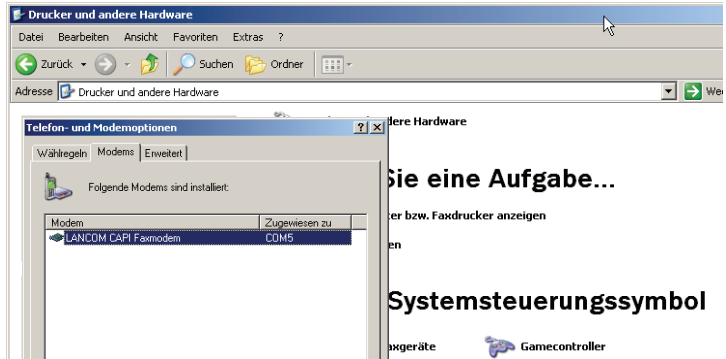 Drucker und andere Hardware
Datei Bearbeiten Ansicht Favoriten Extras ?
Zurück Suchen Ordner
Adresse Drucker und andere Hardware
dere Hardware
Telefon- und Modemoptionen
Wählregeln Modems Erweitert
Folgende Modems sind installiert:
Modem Zugewiesen zu
LANCOM CAPI Faxmodem COM5
Sie eine Aufgabe...
er bzw. Faxdrucker anzeigen
en
Systemsteuerungssymbol
axgeräte Gamecontroller